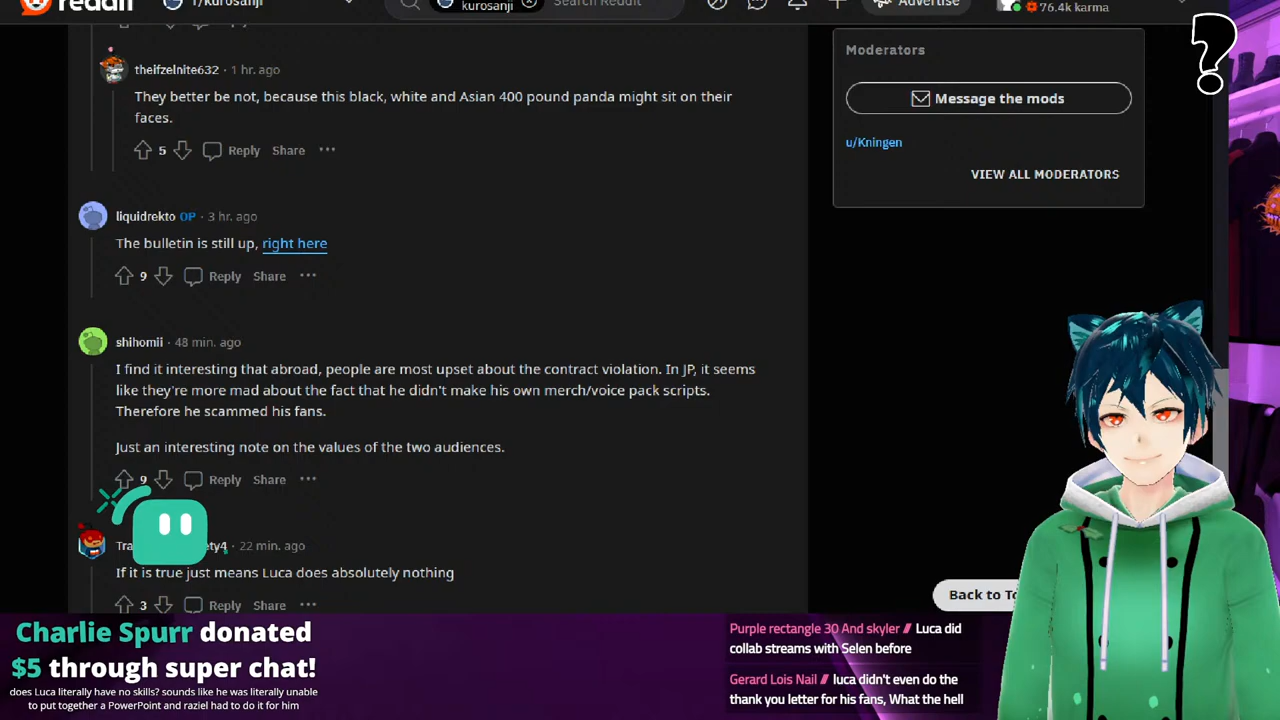 reddit
r/kurosanji
kurosanji
Search Reddit
Advertise
76.4k karma
theifzelnite632 · 1 hr. ago
They better be not, because this black, white and Asian 400 pound panda might sit on their
faces.
5
Reply
Share
···
liquidrekto OP · 3 hr. ago
The bulletin is still up, right here
9
Reply
Share
···
shihomii · 48 min. ago
I find it interesting that abroad, people are most upset about the contract violation. In JP, it seems
like they're more mad about the fact that he didn't make his own merch/voice pack scripts.
Therefore he scammed his fans.
Just an interesting note on the values of the two audiences.
9
Reply
Share
···
22 min. ago
If it is true just means Luca does absolutely nothing
3
Reply
Share
···
Moderators
Message the mods
u/Kningen
VIEW ALL MODERATORS
?
Back to
Charlie Spurr donated
$5 through super chat!
does Luca literally have no skills? sounds like he was literally unable
to put together a PowerPoint and raziel had to do it for him
Purple rectangle 30 And skyler // Luca did
collab streams with Selen before
Gerard Lois Nail // luca didn't even do the
thank you letter for his fans, What the hell